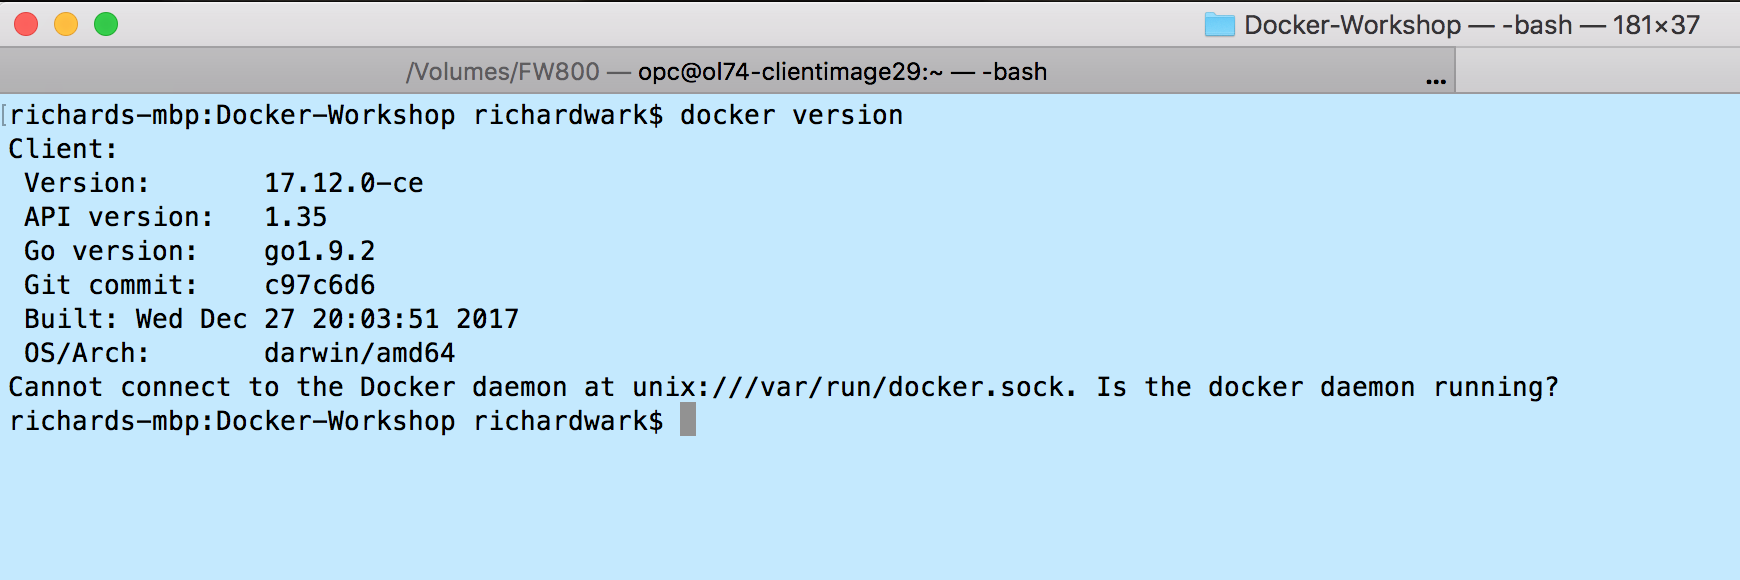 Docker-Workshop — -bash — 181×37
/Volumes/FW800 — opc@ol74-clientimage29:~ — -bash ...
[richards-mbp:Docker-Workshop richardwark$ docker version
Client:
 Version:       17.12.0-ce
 API version:   1.35
 Go version:    go1.9.2
 Git commit:    c97c6d6
 Built: Wed Dec 27 20:03:51 2017
 OS/Arch:       darwin/amd64
Cannot connect to the Docker daemon at unix:///var/run/docker.sock. Is the docker daemon running?
richards-mbp:Docker-Workshop richardwark$